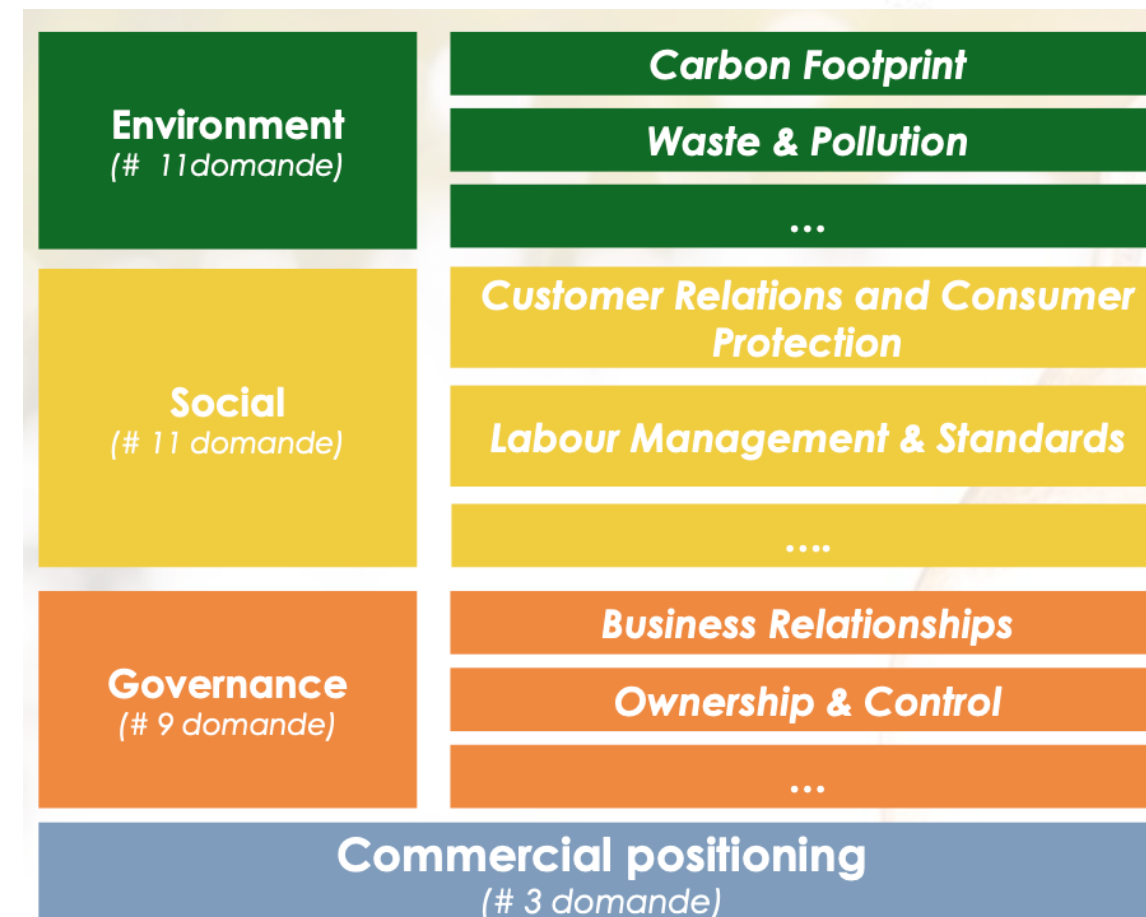 Environment
(# 11domande)
Carbon Footprint
Waste & Pollution
...
Social
(# 11 domande)
Customer Relations and Consumer
Protection
Labour Management & Standards
....
Governance
(# 9 domande)
Business Relationships
Ownership & Control
...
Commercial positioning
(# 3 domande)